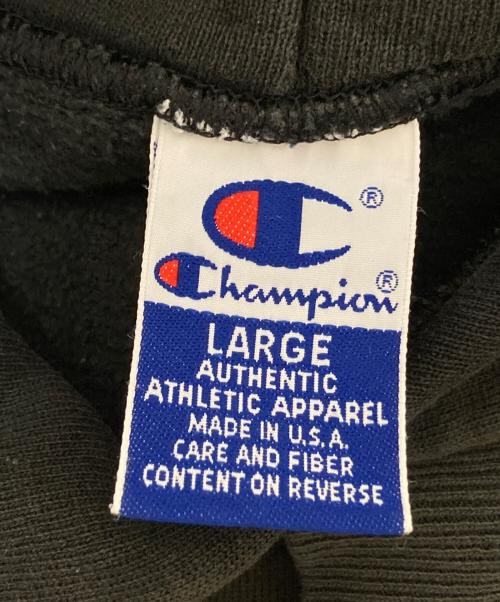 ®
Champion®
LARGE
AUTHENTIC
ATHLETIC APPAREL
MADE IN U.S.A.
CARE AND FIBER
CONTENT ON REVERSE